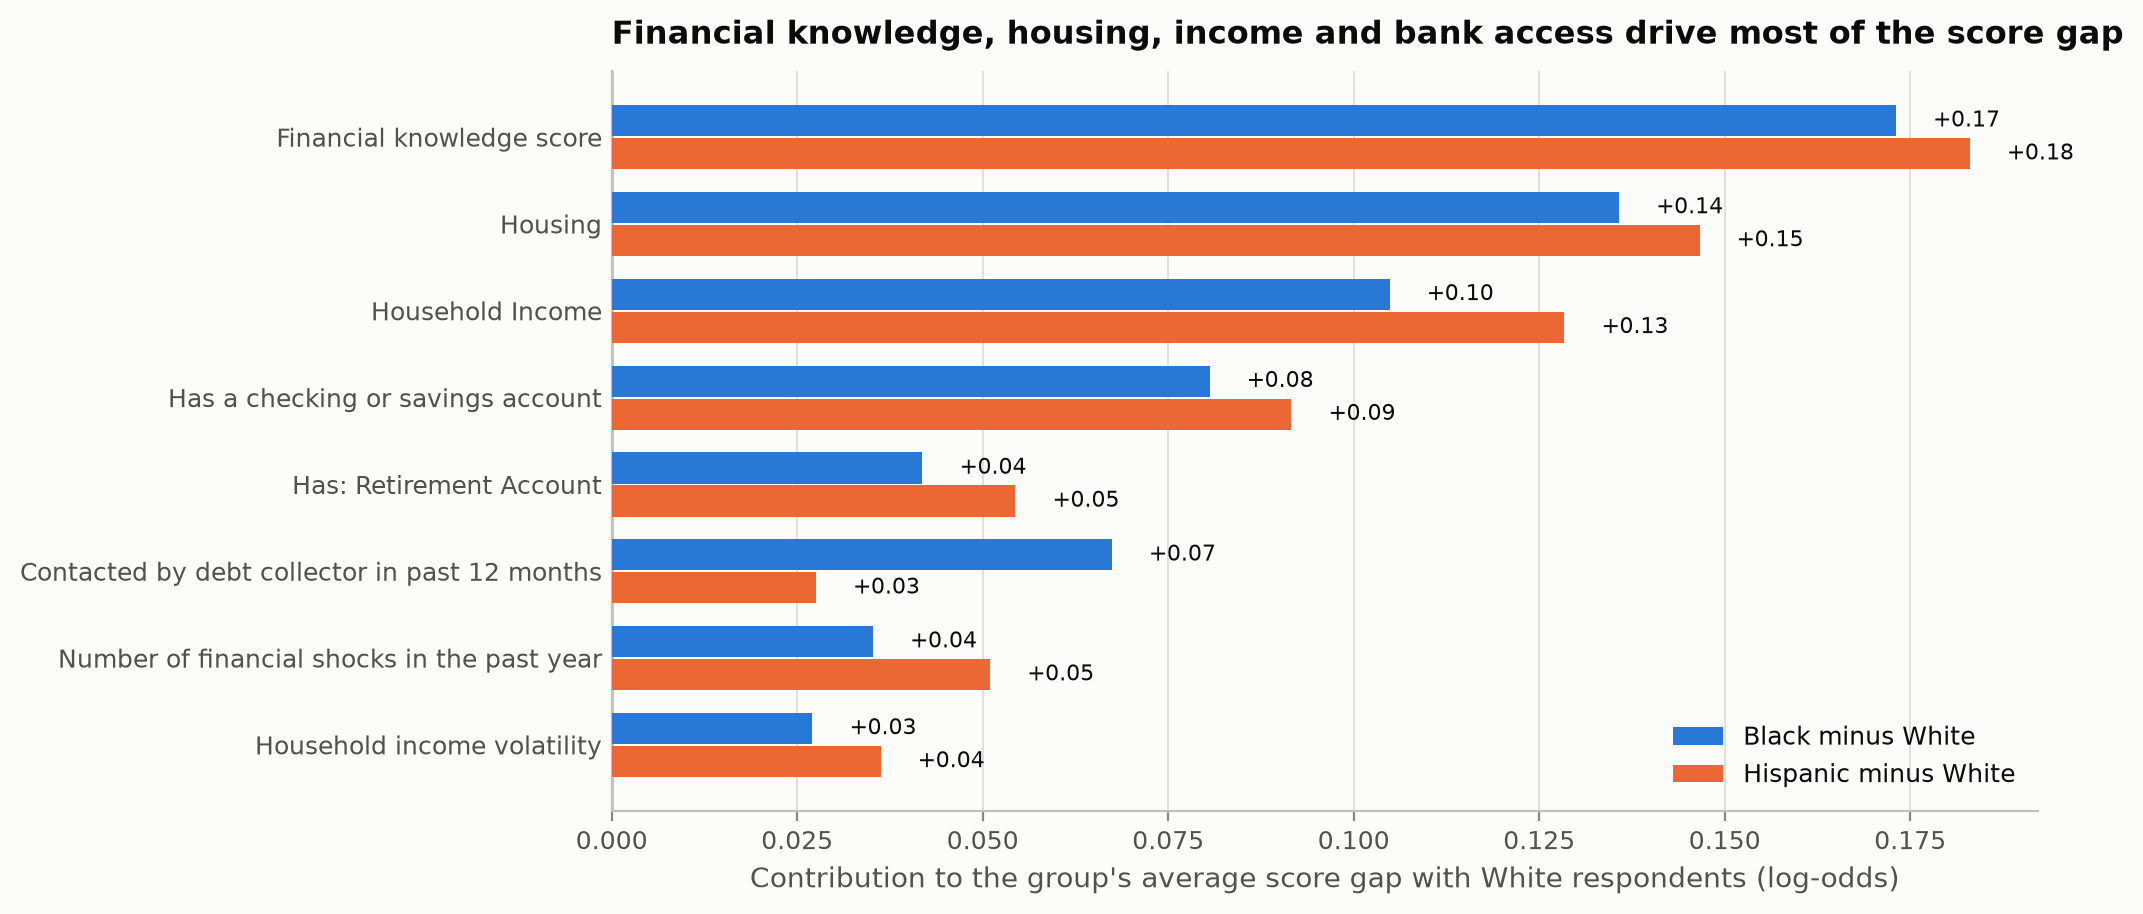 Financial knowledge, housing, income and bank access drive most of the score gap
Financial knowledge score
+0.17
+0.18
Housing
+0.14
+0.15
Household Income
+0.10
+0.13
Has a checking or savings account
+0.08
+0.09
Has: Retirement Account
+0.04
+0.05
Contacted by debt collector in past 12 months
+0.07
+0.03
Number of financial shocks in the past year
+0.04
+0.05
Household income volatility
+0.03
+0.04
Black minus White
Hispanic minus White
0.000 0.025 0.050 0.075 0.100 0.125 0.150 0.175
Contribution to the group's average score gap with White respondents (log-odds)